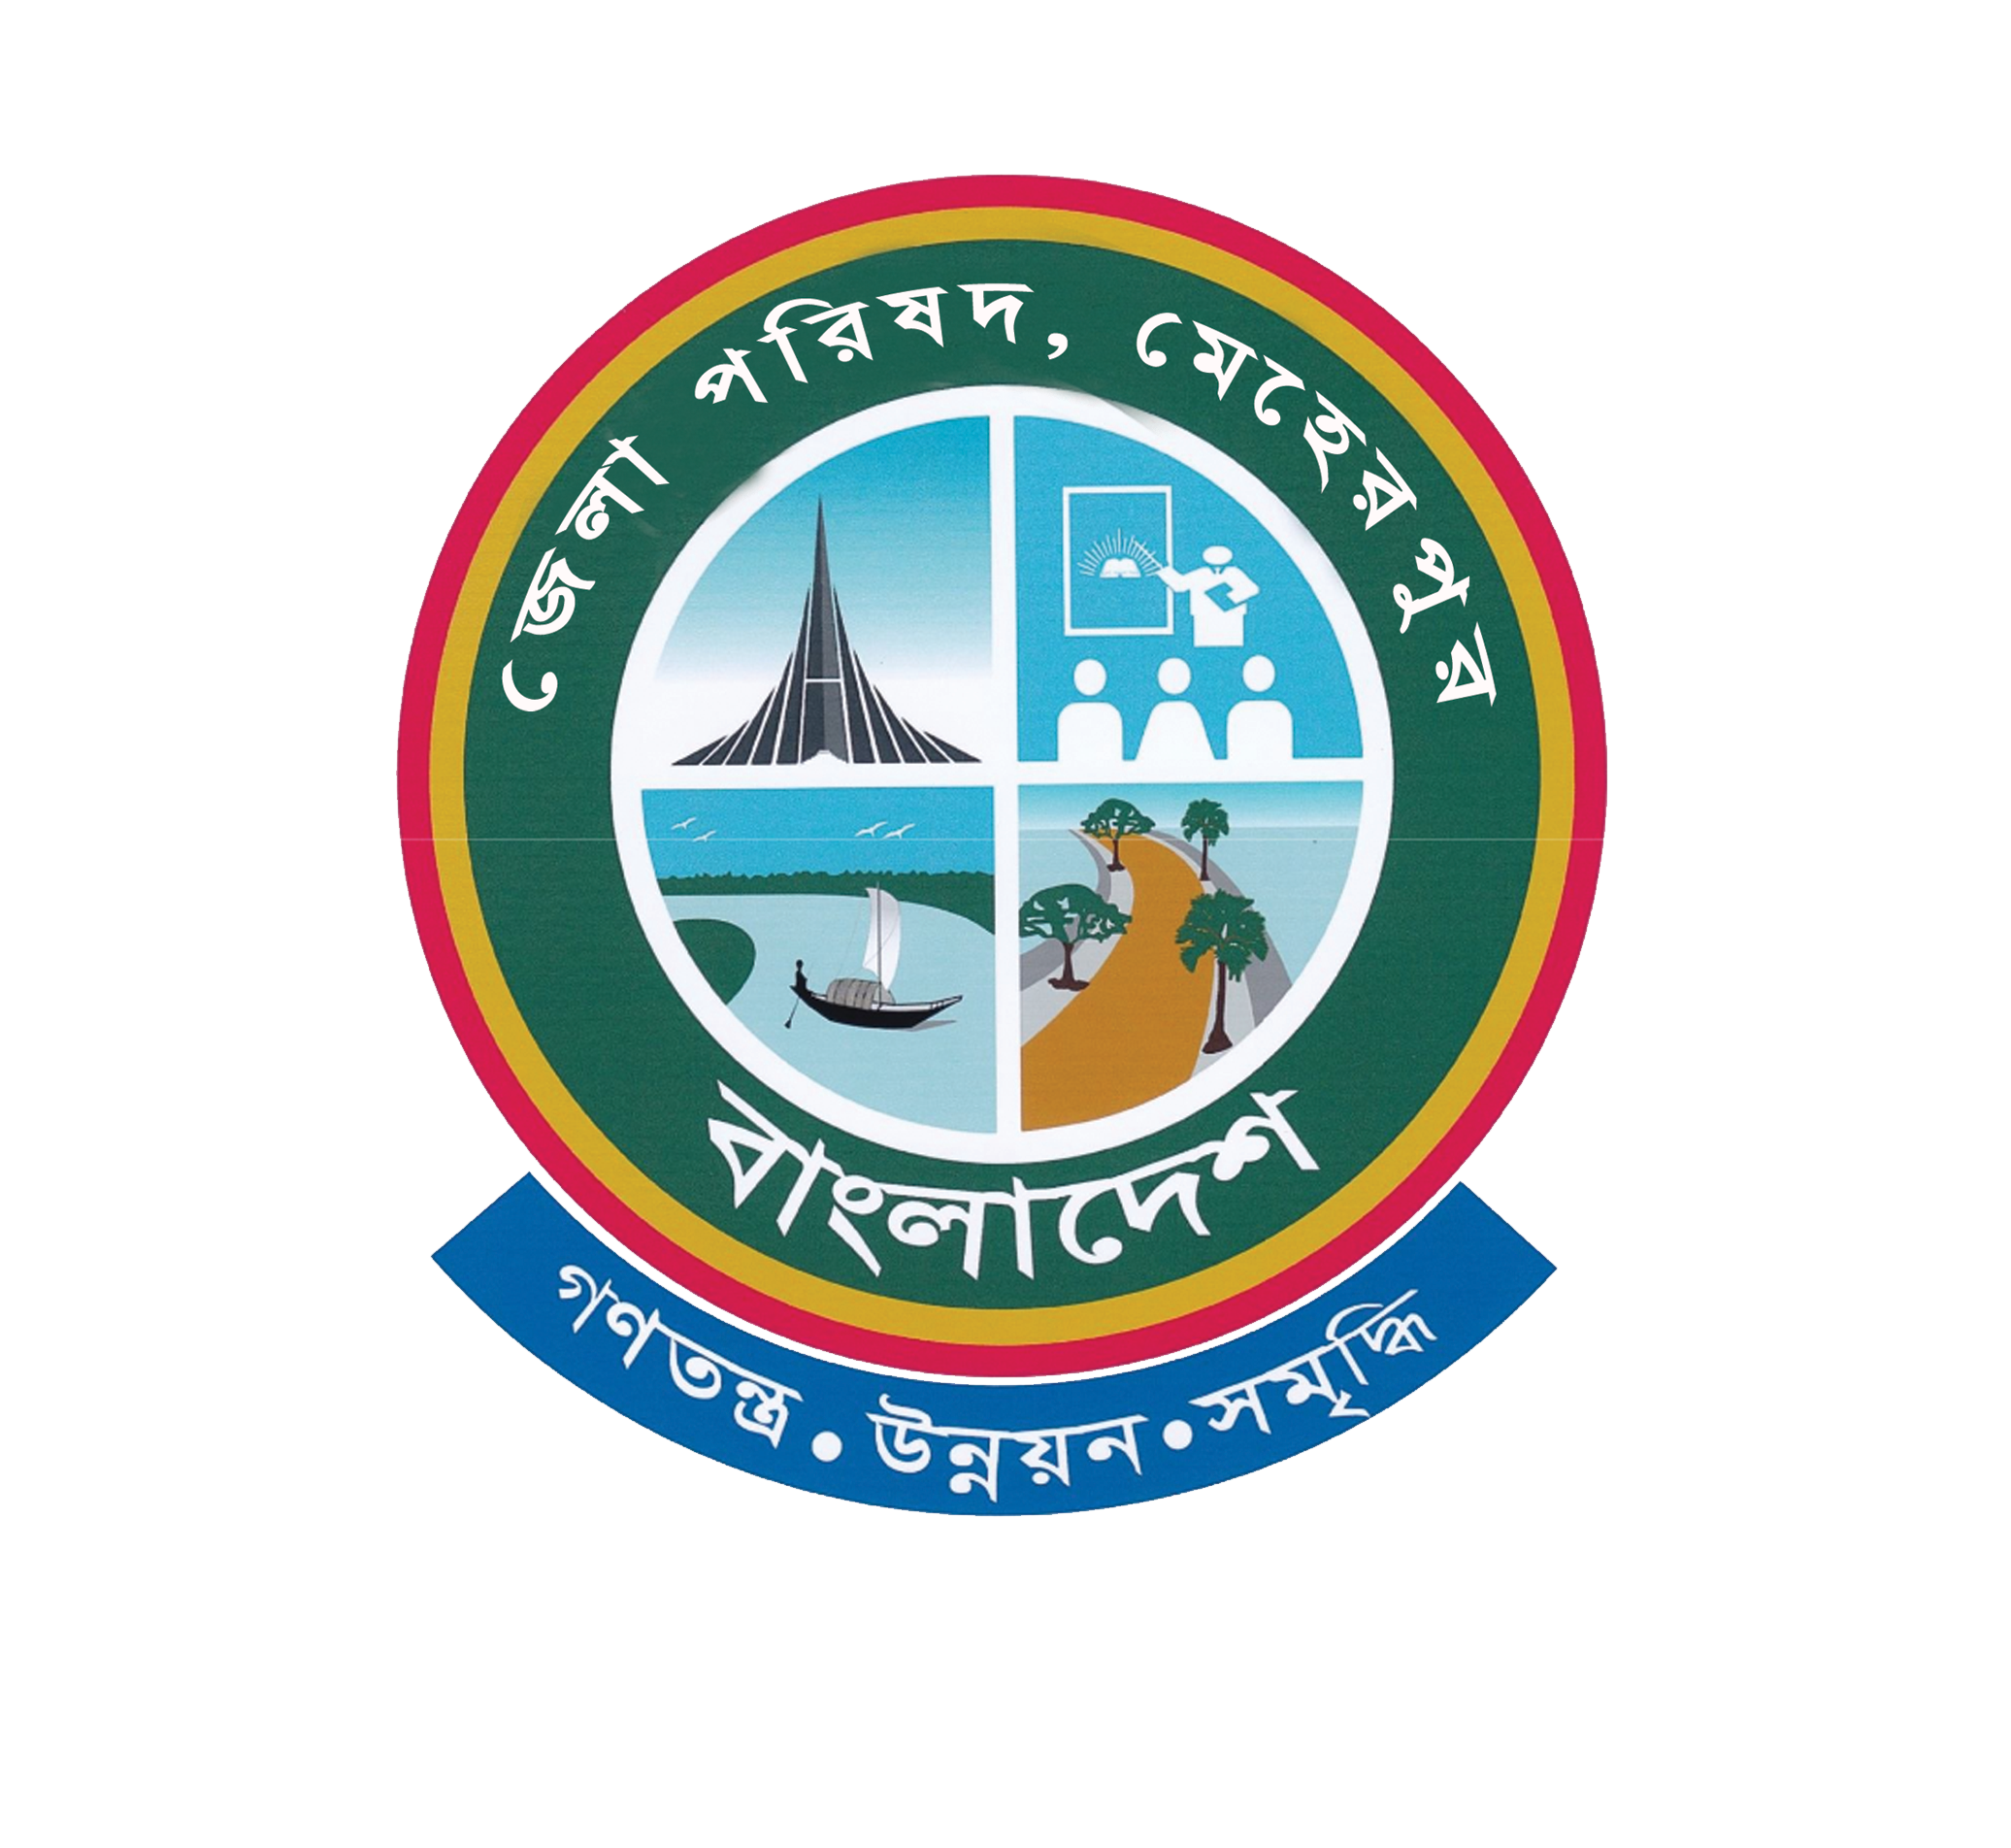 জেলা পরিষদ, মেহেরপুর
বাংলাদেশ
গণতন্ত্র • উন্নয়ন • সমৃদ্ধি